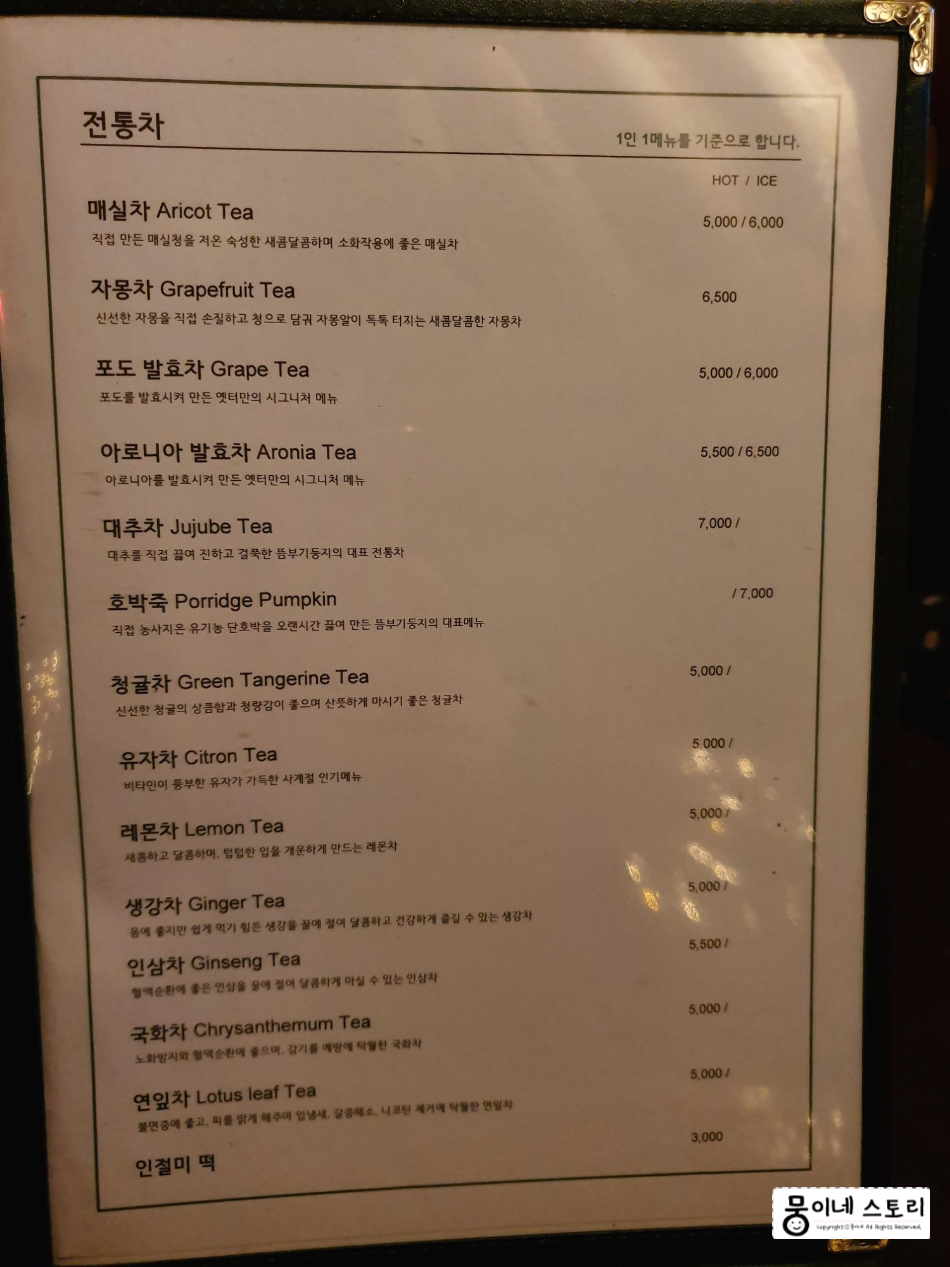 전통차
1인 1메뉴를 기준으로 합니다.
HOT / ICE
매실차 Aricot Tea 5,000 / 6,000
직접 만든 매실청을 저온 숙성한 새콤달콤하며 소화작용에 좋은 매실차
자몽차 Grapefruit Tea 6,500
신선한 자몽을 직접 손질하고 청으로 담궈 자몽알이 톡톡 터지는 새콤달콤한 자몽차
포도 발효차 Grape Tea 5,000 / 6,000
포도를 발효시켜 만든 옛터만의 시그니처 메뉴
아로니아 발효차 Aronia Tea 5,500 / 6,500
아로니아를 발효시켜 만든 옛터만의 시그니처 메뉴
대추차 Jujube Tea 7,000 /
대추를 직접 끓여 진하고 걸쭉한 뜸부기둥지의 대표 전통차
호박죽 Porridge Pumpkin / 7,000
직접 농사지은 유기농 단호박을 오랜시간 끓여 만든 뜸부기둥지의 대표메뉴
청귤차 Green Tangerine Tea 5,000 /
신선한 청귤의 상큼함과 청량감이 좋으며 산뜻하게 마시기 좋은 청귤차
유자차 Citron Tea 5,000 /
비타민이 풍부한 유자가 가득한 사계절 인기메뉴
레몬차 Lemon Tea 5,000 /
새콤하고 달콤하며, 텁텁한 입을 개운하게 만드는 레몬차
생강차 Ginger Tea 5,000 /
몸에 좋지만 쉽게 먹기 힘든 생강을 꿀에 절여 달콤하고 건강하게 즐길 수 있는 생강차
인삼차 Ginseng Tea 5,500 /
혈액순환에 좋은 인삼을 꿀에 절여 달콤하게 마실 수 있는 인삼차
국화차 Chrysanthemum Tea 5,000 /
노화방지와 혈액순환에 좋으며, 감기를 예방에 탁월한 국화차
연잎차 Lotus leaf Tea 5,000 /
불면증에 좋고, 피를 맑게 해주며 입냄새, 갈증해소, 니코틴 제거에 탁월한 연잎차
인절미 떡 3,000
뭉이네 스토리
Copyright ⓒ 뭉이네 All Rights Reserved.